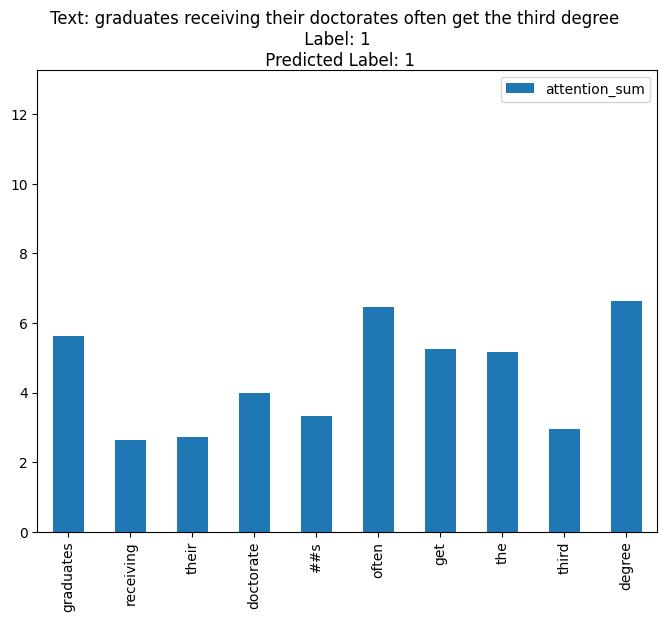 Text: graduates receiving their doctorates often get the third degree
Label: 1
Predicted Label: 1
attention_sum
12
10
8
6
4
2
0
graduates
receiving
their
doctorate
##s
often
get
the
third
degree